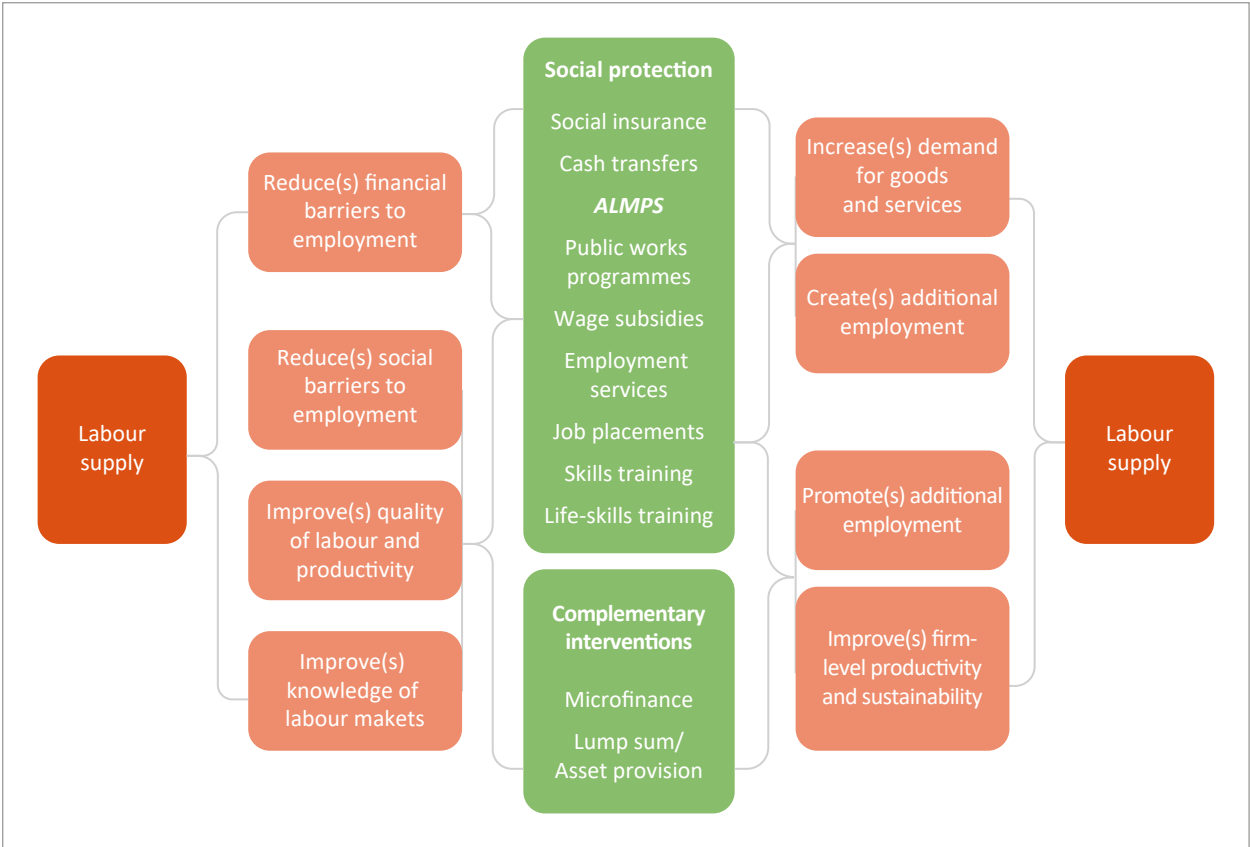 Labour
supply
Reduce(s) financial
barriers to
employment
Reduce(s) social
barriers to
employment
Improve(s) quality
of labour and
productivity
Improve(s)
knowledge of
labour makets
Social protection
Social insurance
Cash transfers
ALMPS
Public works
programmes
Wage subsidies
Employment
services
Job placements
Skills training
Life-skills training
Complementary
interventions
Microfinance
Lump sum/
Asset provision
Increase(s) demand
for goods
and services
Create(s) additional
employment
Promote(s) additional
employment
Improve(s) firm-
level productivity
and sustainability
Labour
supply